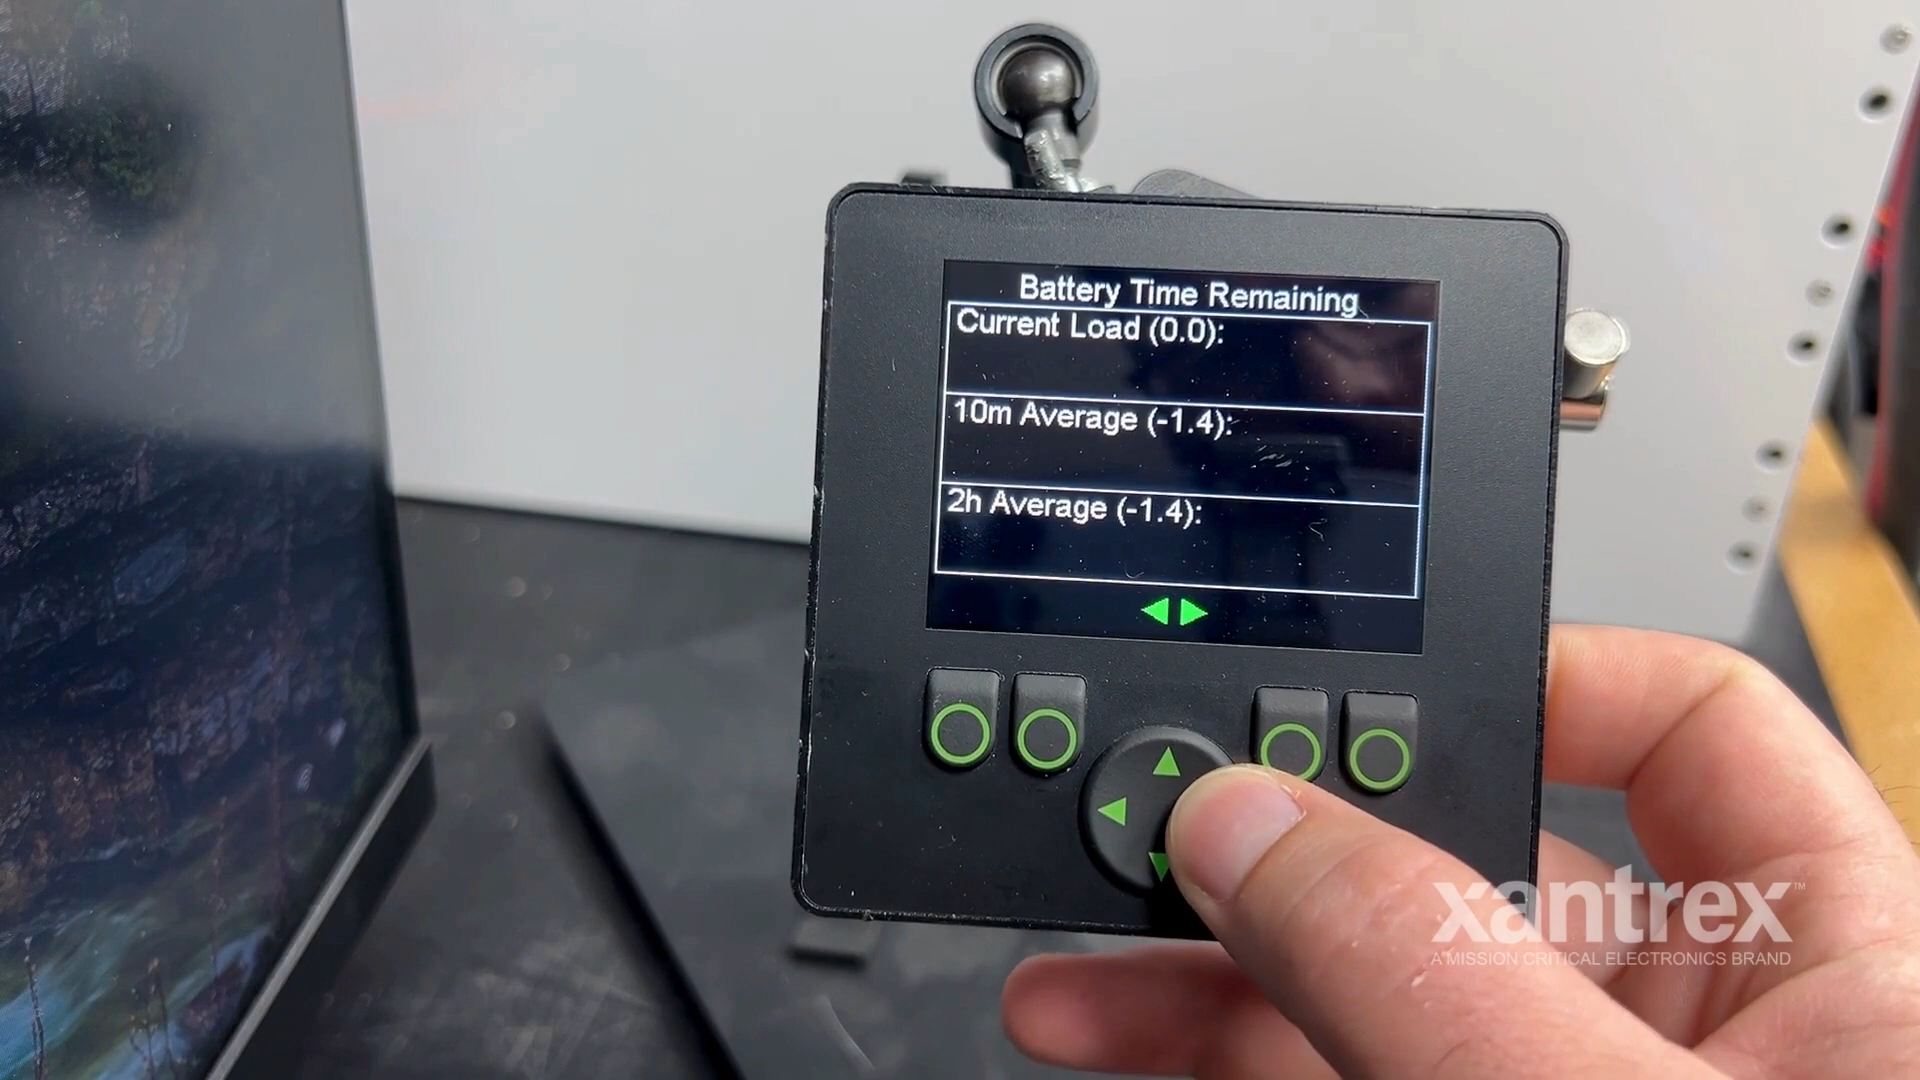 Battery Time Remaining
Current Load (0.0):
10m Average (-1.4):
2h Average (-1.4):
xantrex™
A MISSION CRITICAL ELECTRONICS BRAND